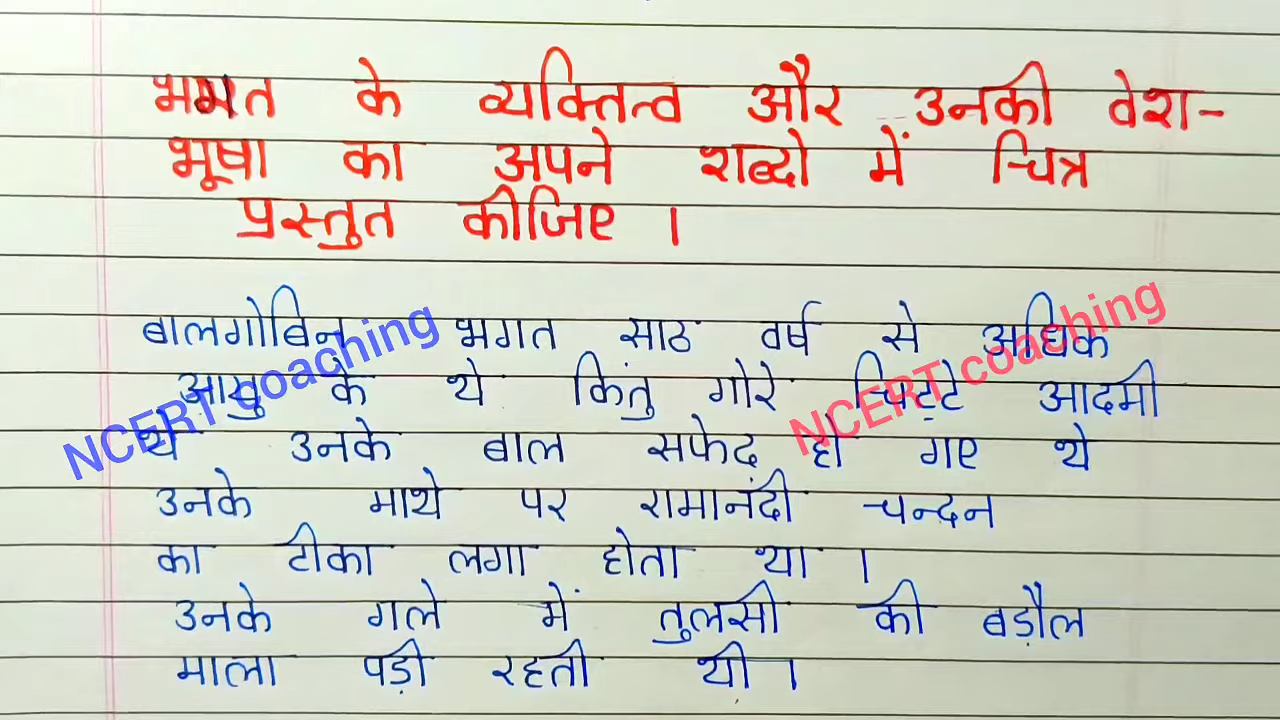 भगत के व्यक्तित्व और उनकी वेश-
भूषा का अपने शब्दो में चित्र
प्रस्तुत कीजिए ।
बालगोबिन भगत साठ वर्ष से अधिक
आयु के थे किंतु गोरे चिट्टे आदमी
थे उनके बाल सफेद हो गए थे
उनके माथे पर रामानंदी चन्दन
का टीका लगा होता था ।
उनके गले में तुलसी की बड़ौल
माला पड़ी रहती थी ।
NCERT coaching
NCERT coaching